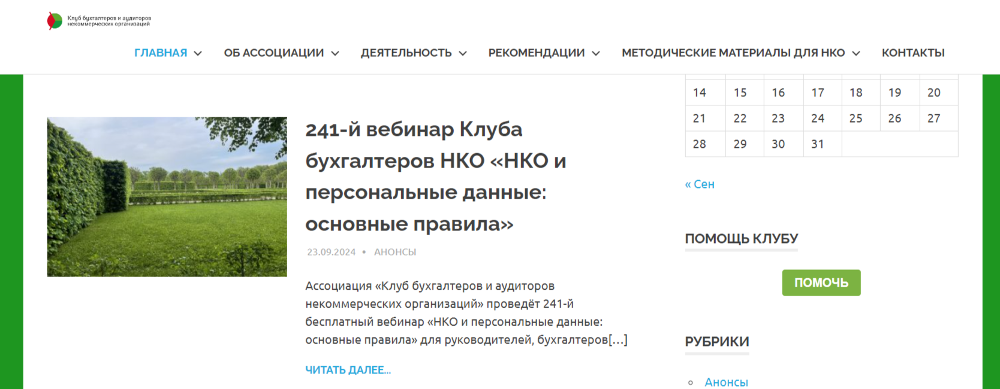 Клуб бухгалтеров и аудиторов
некоммерческих организаций
ГЛАВНАЯ ОБ АССОЦИАЦИИ ДЕЯТЕЛЬНОСТЬ РЕКОМЕНДАЦИИ МЕТОДИЧЕСКИЕ МАТЕРИАЛЫ ДЛЯ НКО КОНТАКТЫ
241-й вебинар Клуба
бухгалтеров НКО «НКО и
персональные данные:
основные правила»
23.09.2024 • АНОНСЫ
Ассоциация «Клуб бухгалтеров и аудиторов
некоммерческих организаций» проведёт 241-й
бесплатный вебинар «НКО и персональные данные:
основные правила» для руководителей, бухгалтеров[…]
ЧИТАТЬ ДАЛЕЕ...
14 15 16 17 18 19 20
21 22 23 24 25 26 27
28 29 30 31
« Сен
ПОМОЩЬ КЛУБУ
ПОМОЧЬ
РУБРИКИ
Анонсы